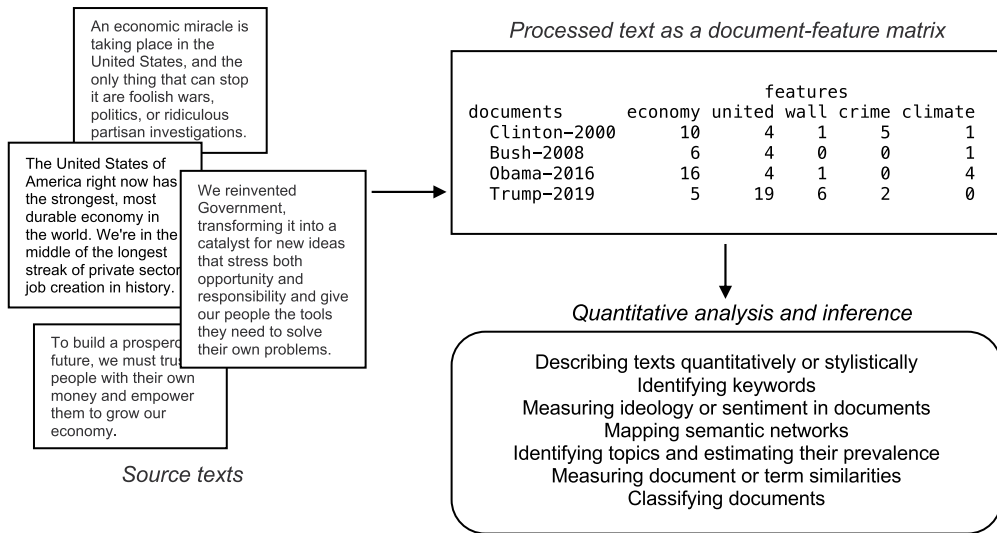 An economic miracle is
taking place in the
United States, and the
only thing that can stop
it are foolish wars,
politics, or ridiculous
partisan investigations.
The United States of
America right now has
the strongest, most
durable economy in
the world. We're in the
middle of the longest
streak of private sector
job creation in history.
We reinvented
Government,
transforming it into a
catalyst for new ideas
that stress both
opportunity and
responsibility and give
our people the tools
they need to solve
their own problems.
To build a
future, we must
people with their own
money and empower
them to grow our
economy.
Source texts
Processed text as a document-feature matrix
features
documents economy united wall crime climate
Clinton-2000 10 4 1 5 1
Bush-2008 6 4 0 0 1
Obama-2016 16 4 1 0 4
Trump-2019 5 19 6 2 0
Quantitative analysis and inference
Describing texts quantitatively or stylistically
Identifying keywords
Measuring ideology or sentiment in documents
Mapping semantic networks
Identifying topics and estimating their prevalence
Measuring document or term similarities
Classifying documents